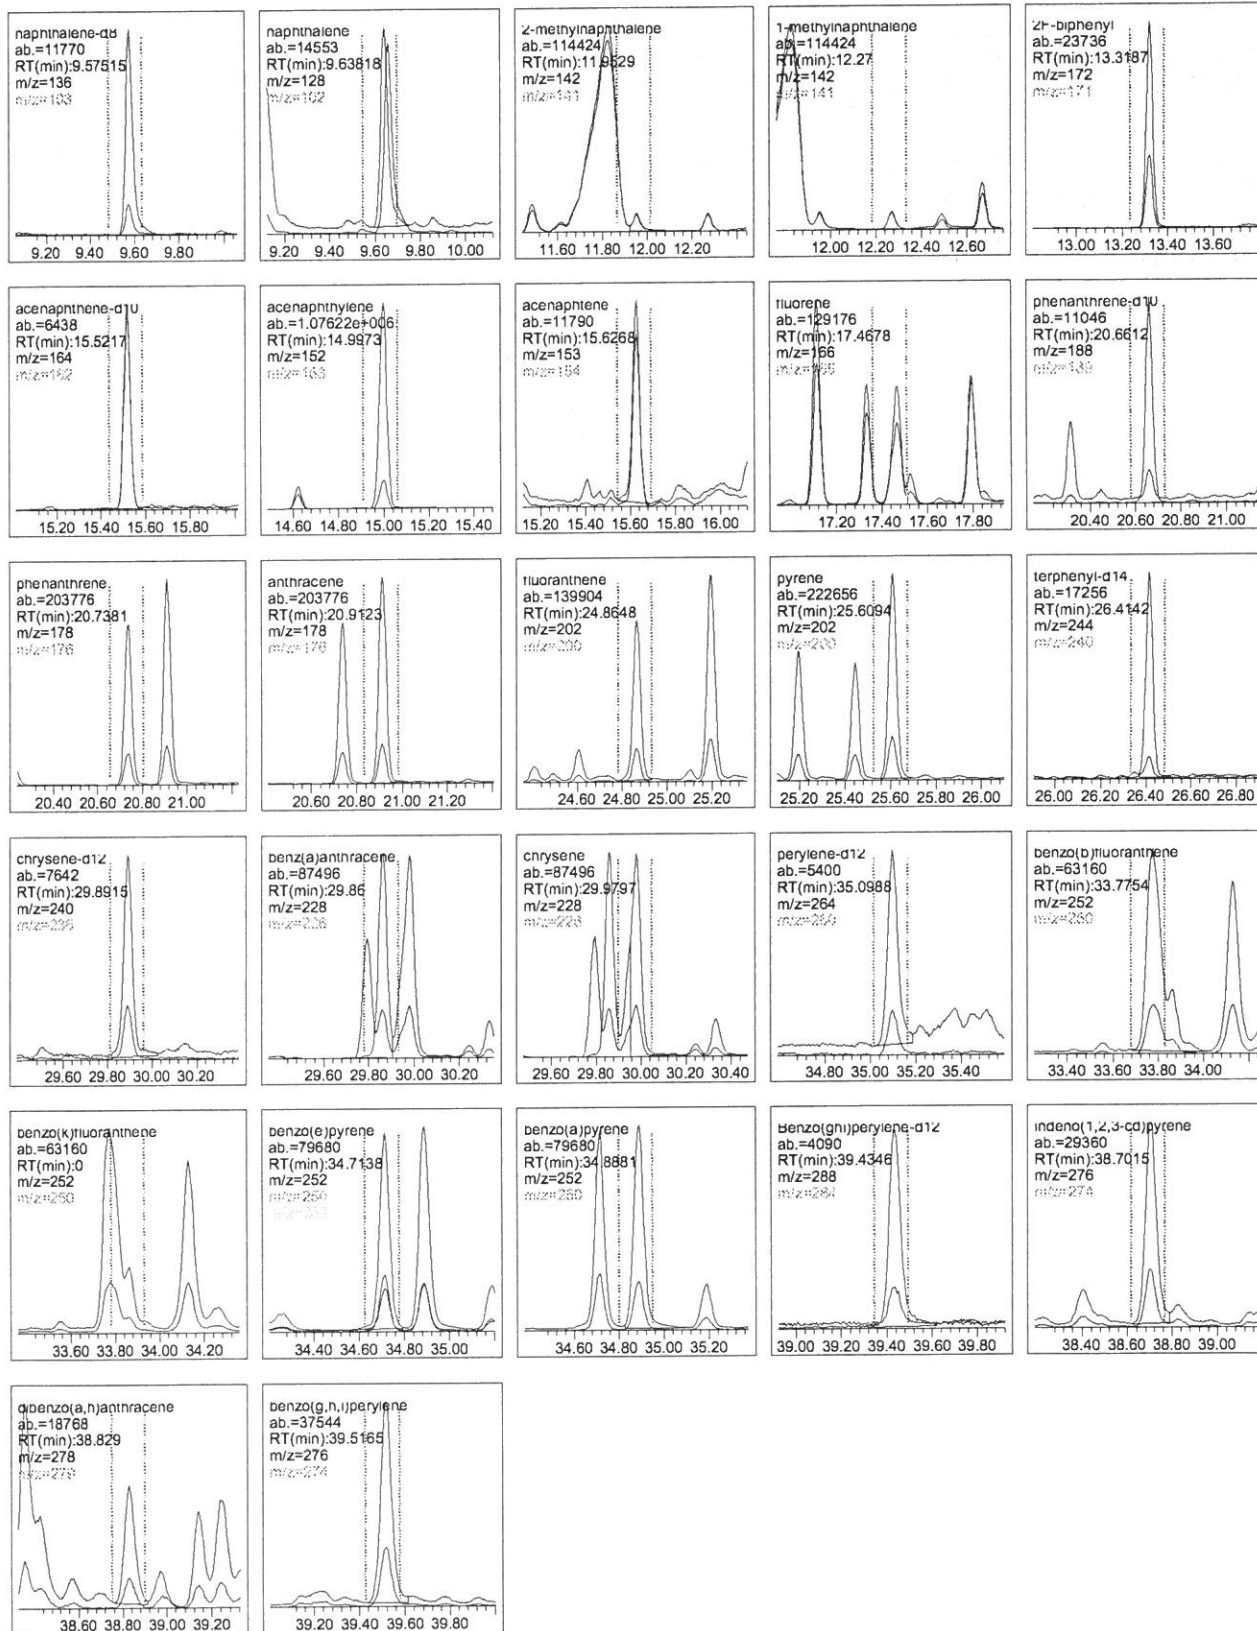 naphthalene-d8
ab.=11770
RT(min):9.57515
m/z=136
m/z=103
9.20 9.40 9.60 9.80
naphthalene
ab.=14553
RT(min):9.63818
m/z=128
m/z=102
9.20 9.40 9.60 9.80 10.00
2-methylnaphthalene
ab.=114424
RT(min):11.9529
m/z=142
m/z=141
11.60 11.80 12.00 12.20
1-methylnaphthalene
ab.=114424
RT(min):12.27
m/z=142
m/z=141
12.00 12.20 12.40 12.60
2F-biphenyl
ab.=23736
RT(min):13.3187
m/z=172
m/z=171
13.00 13.20 13.40 13.60
acenaphthene-d10
ab.=6438
RT(min):15.5217
m/z=164
m/z=162
15.20 15.40 15.60 15.80
acenaphthylene
ab.=1.07622e+006
RT(min):14.9973
m/z=152
m/z=153
14.60 14.80 15.00 15.20 15.40
acenaphtene
ab.=11790
RT(min):15.6268
m/z=153
m/z=154
15.20 15.40 15.60 15.80 16.00
fluorene
ab.=129176
RT(min):17.4678
m/z=166
m/z=165
17.20 17.40 17.60 17.80
phenanthrene-d10
ab.=11046
RT(min):20.6612
m/z=188
m/z=189
20.40 20.60 20.80 21.00
phenanthrene
ab.=203776
RT(min):20.7381
m/z=178
m/z=176
20.40 20.60 20.80 21.00
anthracene
ab.=203776
RT(min):20.9123
m/z=178
m/z=176
20.60 20.80 21.00 21.20
fluoranthene
ab.=139904
RT(min):24.8648
m/z=202
m/z=200
24.60 24.80 25.00 25.20
pyrene
ab.=222656
RT(min):25.6094
m/z=202
m/z=200
25.20 25.40 25.60 25.80 26.00
terphenyl-d14
ab.=17256
RT(min):26.4142
m/z=244
m/z=240
26.00 26.20 26.40 26.60 26.80
chrysene-d12
ab.=7642
RT(min):29.8915
m/z=240
m/z=236
29.60 29.80 30.00 30.20
benz(a)anthracene
ab.=87496
RT(min):29.86
m/z=228
m/z=226
29.60 29.80 30.00 30.20
chrysene
ab.=87496
RT(min):29.9797
m/z=228
m/z=226
29.60 29.80 30.00 30.20 30.40
perylene-d12
ab.=5400
RT(min):35.0988
m/z=264
m/z=260
34.80 35.00 35.20 35.40
benzo(b)fluoranthene
ab.=63160
RT(min):33.7754
m/z=252
m/z=250
33.40 33.60 33.80 34.00
benzo(k)fluoranthene
ab.=63160
RT(min):0
m/z=252
m/z=250
33.60 33.80 34.00 34.20
benzo(e)pyrene
ab.=79680
RT(min):34.7138
m/z=252
m/z=250
34.40 34.60 34.80 35.00
benzo(a)pyrene
ab.=79680
RT(min):34.8881
m/z=252
m/z=250
34.60 34.80 35.00 35.20
Benzo(ghi)perylene-d12
ab.=4090
RT(min):39.4346
m/z=288
m/z=284
39.00 39.20 39.40 39.60 39.80
indeno(1,2,3-cd)pyrene
ab.=29360
RT(min):38.7015
m/z=276
m/z=274
38.40 38.60 38.80 39.00
dibenzo(a,h)anthracene
ab.=18768
RT(min):38.829
m/z=278
m/z=279
38.60 38.80 39.00 39.20
benzo(g,h,i)perylene
ab.=37544
RT(min):39.5165
m/z=276
m/z=274
39.20 39.40 39.60 39.80